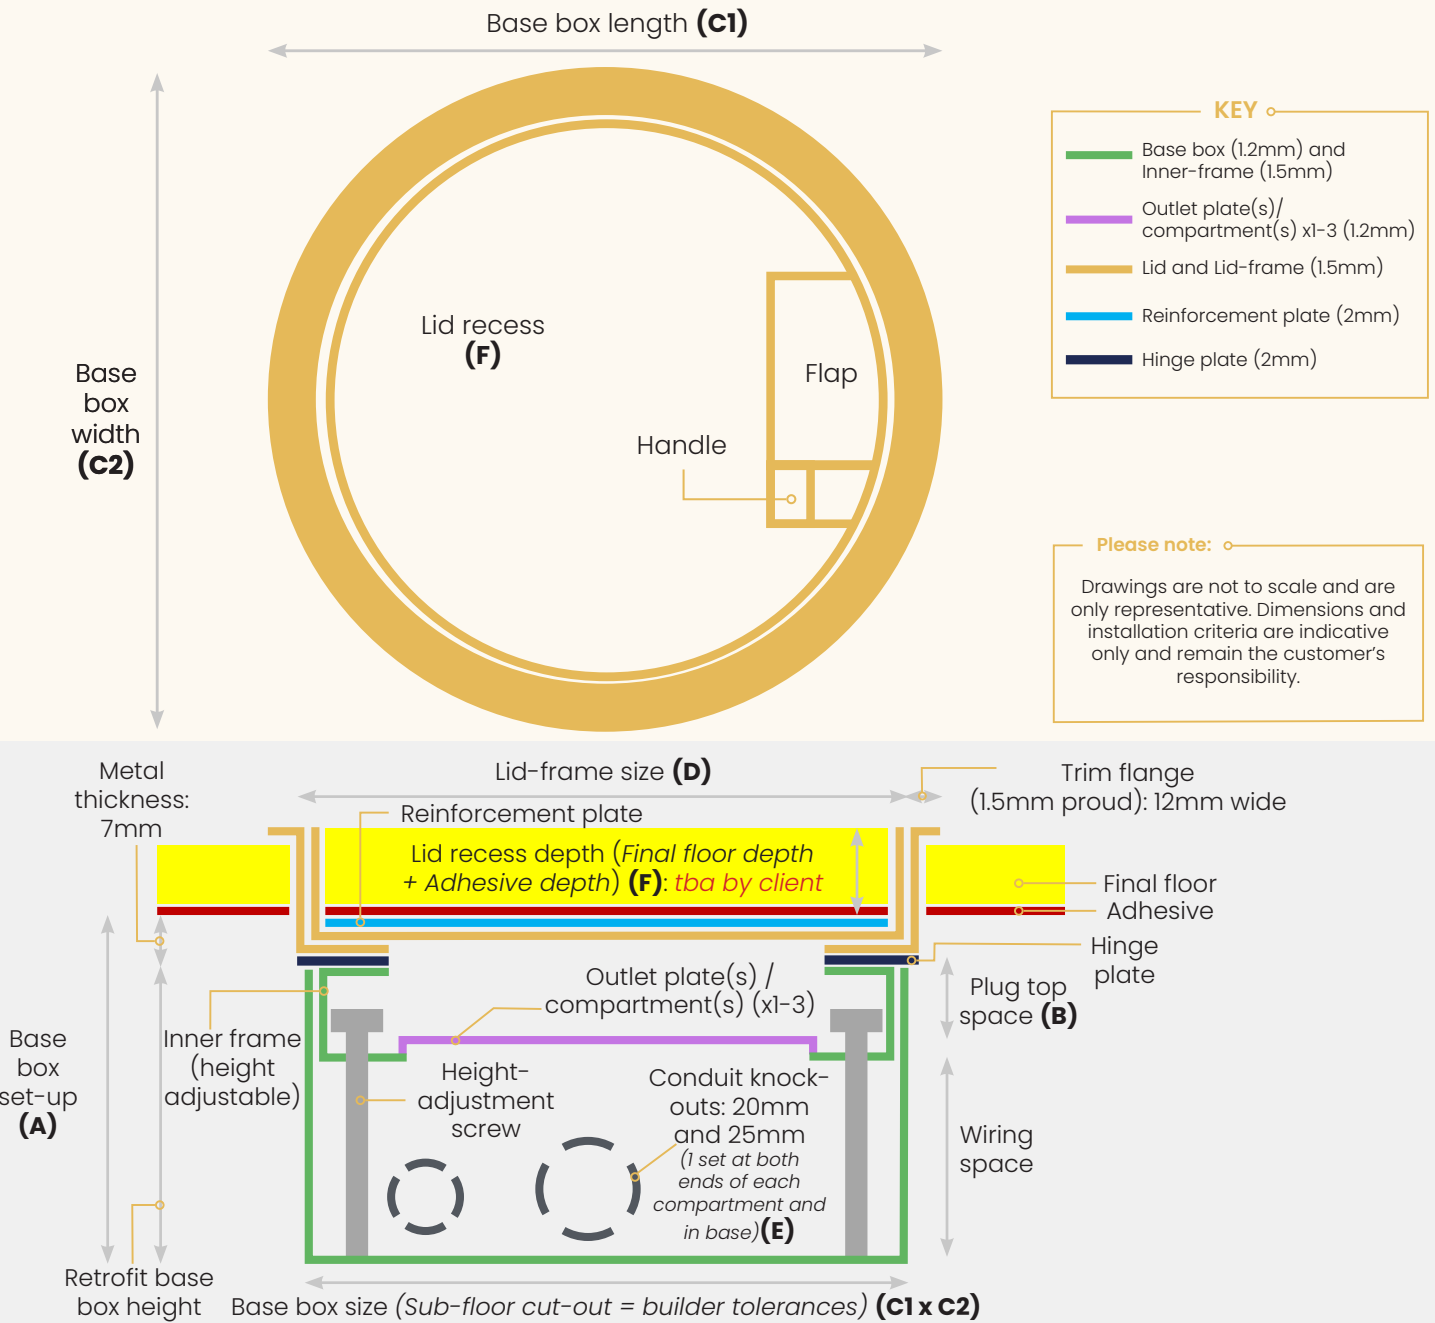 Base box length (C1)
Base
box
width
(C2)
Lid recess
(F)
Flap
Handle
KEY
Base box (1.2mm) and
Inner-frame (1.5mm)
Outlet plate(s)/
compartment(s) x1-3 (1.2mm)
Lid and Lid-frame (1.5mm)
Reinforcement plate (2mm)
Hinge plate (2mm)
Please note:
Drawings are not to scale and are
only representative. Dimensions and
installation criteria are indicative
only and remain the customer's
responsibility.
Metal
thickness:
7mm
Lid-frame size (D)
Trim flange
(1.5mm proud): 12mm wide
Reinforcement plate
Lid recess depth (Final floor depth
+ Adhesive depth) (F): tba by client
Final floor
Adhesive
Hinge
plate
Outlet plate(s) /
compartment(s) (x1-3)
Plug top
space (B)
Base
box
set-up
(A)
Inner frame
(height
adjustable)
Height-
adjustment
screw
Conduit knock-
outs: 20mm
and 25mm
(1 set at both
ends of each
compartment and
in base)(E)
Wiring
space
Retrofit base
box height
Base box size (Sub-floor cut-out = builder tolerances) (C1 x C2)